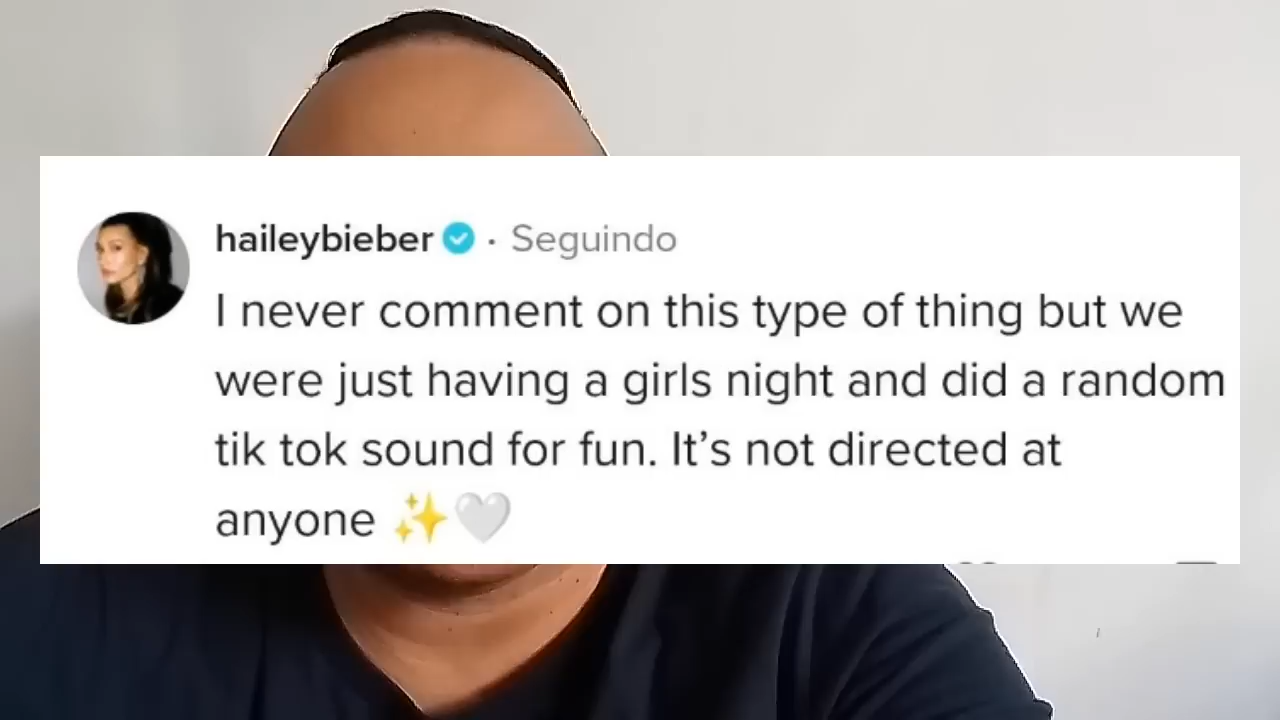 haileybieber · Seguindo
I never comment on this type of thing but we
were just having a girls night and did a random
tik tok sound for fun. It’s not directed at
anyone ✨🤍